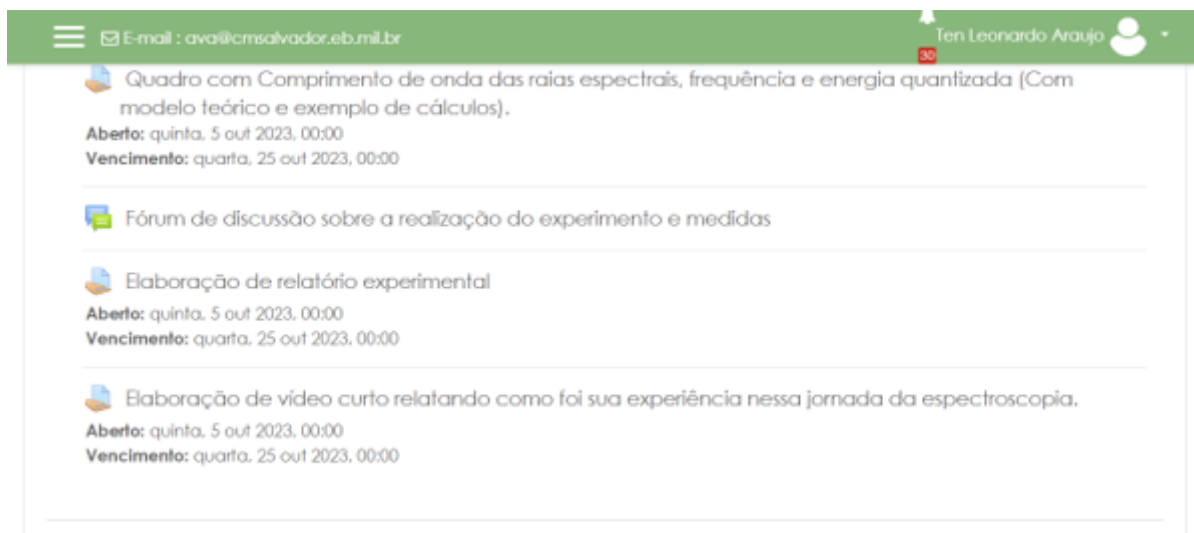 E-mail : ava@cmsalvador.eb.mil.br
Ten Leonardo Araujo
30
Quadro com Comprimento de onda das raias espectrais, frequência e energia quantizada (Com
modelo teórico e exemplo de cálculos).
Aberto: quinta, 5 out 2023, 00:00
Vencimento: quarta, 25 out 2023, 00:00
Fórum de discussão sobre a realização do experimento e medidas
Elaboração de relatório experimental
Aberto: quinta, 5 out 2023, 00:00
Vencimento: quarta, 25 out 2023, 00:00
Elaboração de vídeo curto relatando como foi sua experiência nessa jornada da espectroscopia.
Aberto: quinta, 5 out 2023, 00:00
Vencimento: quarta, 25 out 2023, 00:00